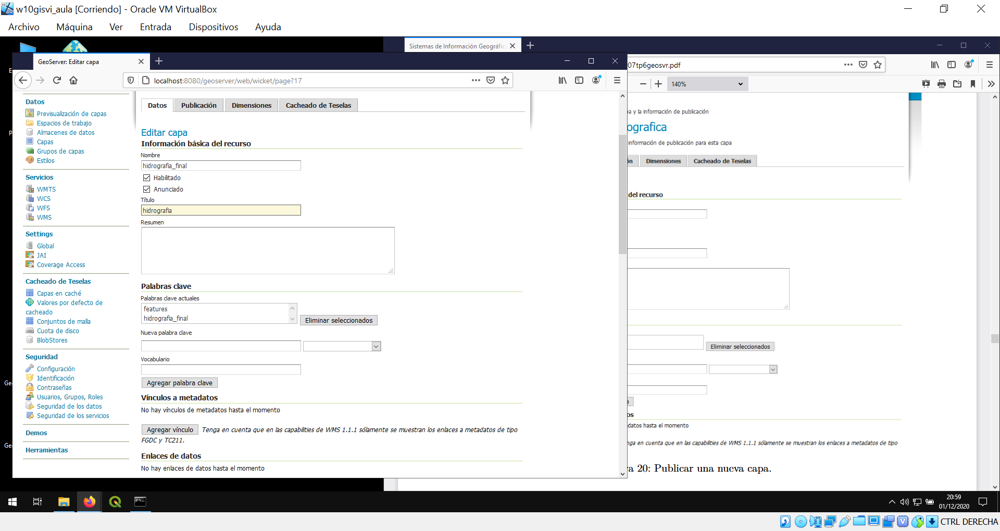 w10gisvi_aula [Corriendo] - Oracle VM VirtualBox
Archivo Máquina Ver Entrada Dispositivos Ayuda
Sistemas de Información Geográfic
GeoServer: Editar capa
07tp6geosvr.pdf
localhost:8080/geoserver/web/wicket/page?17
140%
Datos
Previsualización de capas
Espacios de trabajo
Almacenes de datos
Capas
Grupos de capas
Estilos
Servicios
WMTS
WCS
WFS
WMS
Settings
Global
JAI
Coverage Access
Cacheado de Teselas
Capas en caché
Valores por defecto de
cacheado
Conjuntos de malla
Cuota de disco
BlobStores
Seguridad
Configuración
Identificación
Contraseñas
Usuarios, Grupos, Roles
Seguridad de los datos
Seguridad de los servicios
Demos
Herramientas
Datos Publicación Dimensiones Cacheado de Teselas
Editar capa
Información básica del recurso
Nombre
hidrografia_final
Habilitado
Anunciado
Título
hidrografia
Resumen
Palabras clave
Palabras clave actuales
features
hidrografia_final
Eliminar seleccionados
Nueva palabra clave
Vocabulario
Agregar palabra clave
Vínculos a metadatos
No hay vínculos de metadatos hasta el momento
Agregar vínculo Tenga en cuenta que en las capabilities de WMS 1.1.1 sólamente se muestran los enlaces a metadatos de tipo
FGDC y TC211.
Enlaces de datos
No hay enlaces de datos hasta el momento
pa y la información de publicación
ografica
información de publicación para esta capa
ón Dimensiones Cacheado de Teselas
del recurso
Eliminar seleccionados
e
os
datos hasta el momento
nga en cuenta que en las capabilities de WMS 1.1.1 sólamente se muestran los enlaces a metadatos de tipo
ra 20: Publicar una nueva capa.
E
P
Geo
Geo
20:59
01/12/2020
CTRL DERECHA